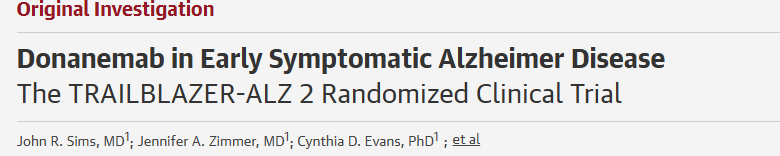 Original Investigation
Donanemab in Early Symptomatic Alzheimer Disease
The TRAILBLAZER-ALZ 2 Randomized Clinical Trial
John R. Sims, MD1; Jennifer A. Zimmer, MD1; Cynthia D. Evans, PhD1 ; et al